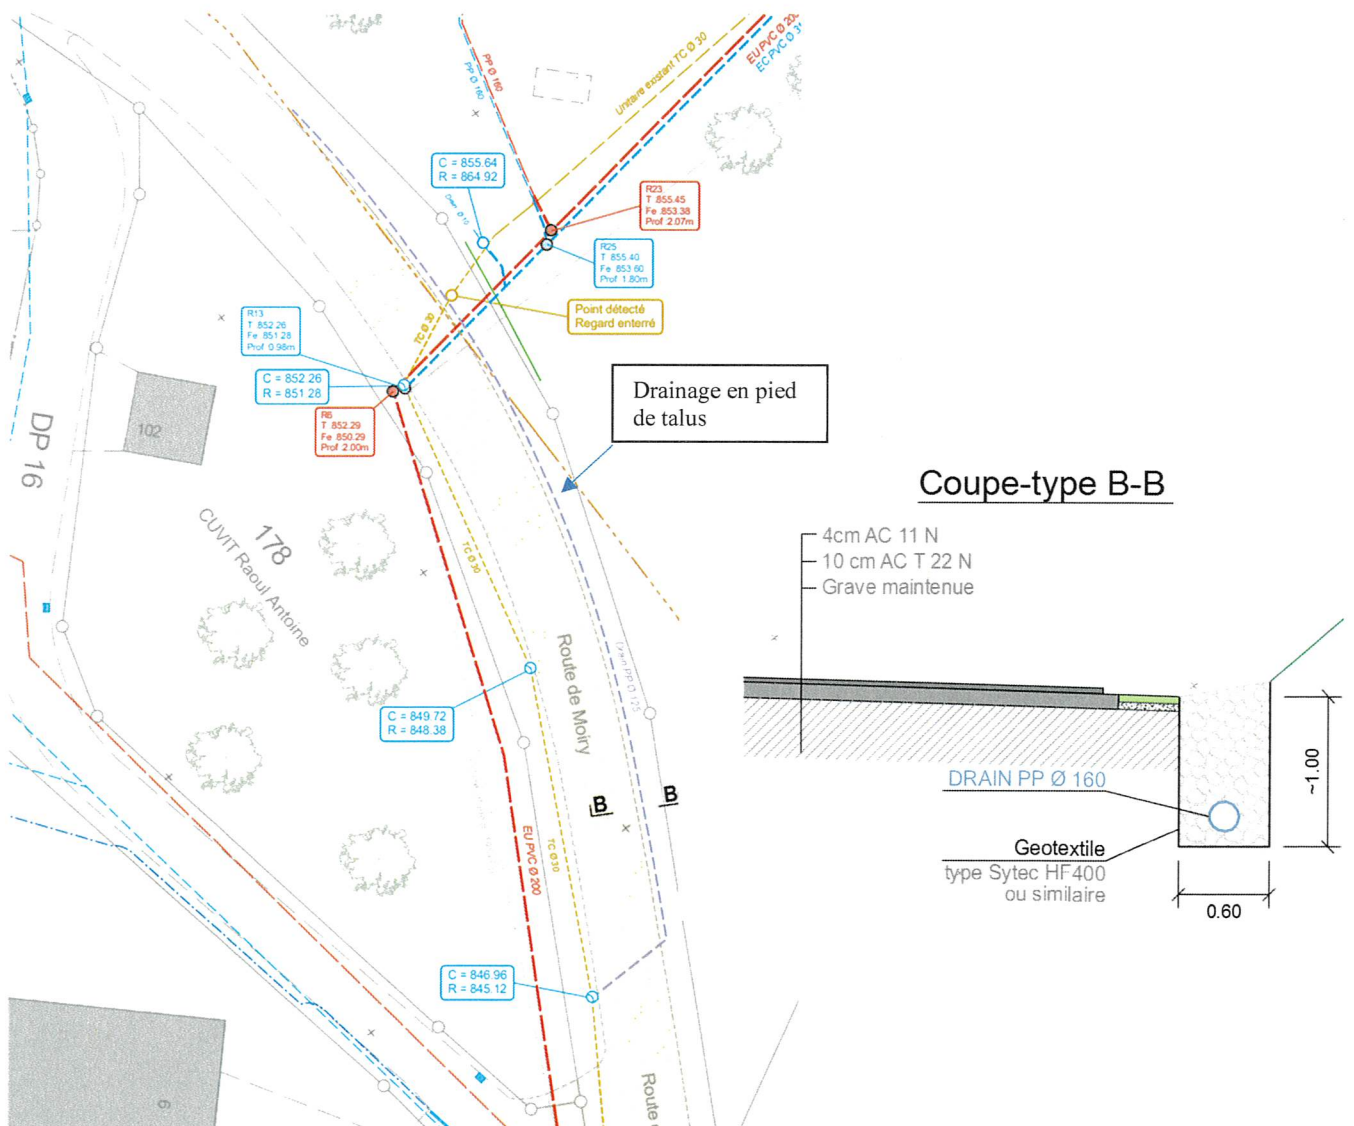 PP Ø 160
PP Ø 160
Unitaire existant TC Ø 30
EU PVC Ø 200
EC PVC Ø
C = 855.64
R = 864.92
Drain Ø 10
R23
T 855.45
Fe 853.38
Prof 2.07m
R25
T 855.40
Fe 853.60
Prof 1.80m
Point détecté
Regard enterré
TC Ø 30
R13
T 852.26
Fe 851.28
Prof 0.98m
C = 852.26
R = 851.28
R6
T 852.29
Fe 850.29
Prof 2.00m
Drainage en pied
de talus
102
DP 16
178
CUVIT Raoul Antoine
TC Ø 30
Route de Moiry
Drain PP Ø 125
C = 849.72
R = 848.38
B
B
EU PVC Ø 200
TC Ø 30
C = 846.96
R = 845.12
Route
6
Coupe-type B-B
4cm AC 11 N
10 cm AC T 22 N
Grave maintenue
DRAIN PP Ø 160
~1.00
Geotextile
type Sytec HF400
ou similaire
0.60